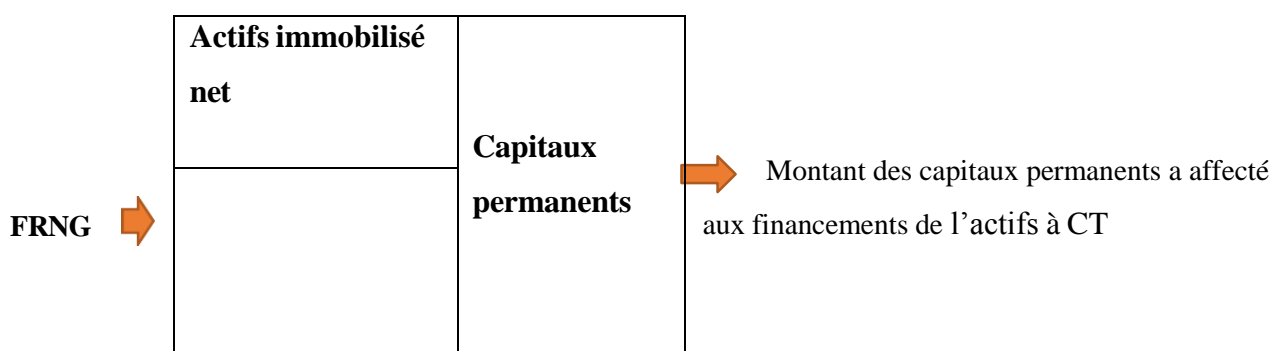 Actifs immobilisé
net
Capitaux
permanents
FRNG
Montant des capitaux permanents a affecté
aux financements de l'actifs à CT